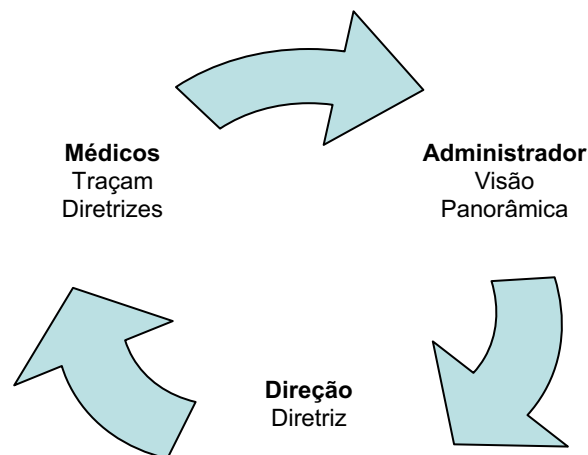 Médicos
Traçam
Diretrizes
Administrador
Visão
Panorâmica
Direção
Diretriz